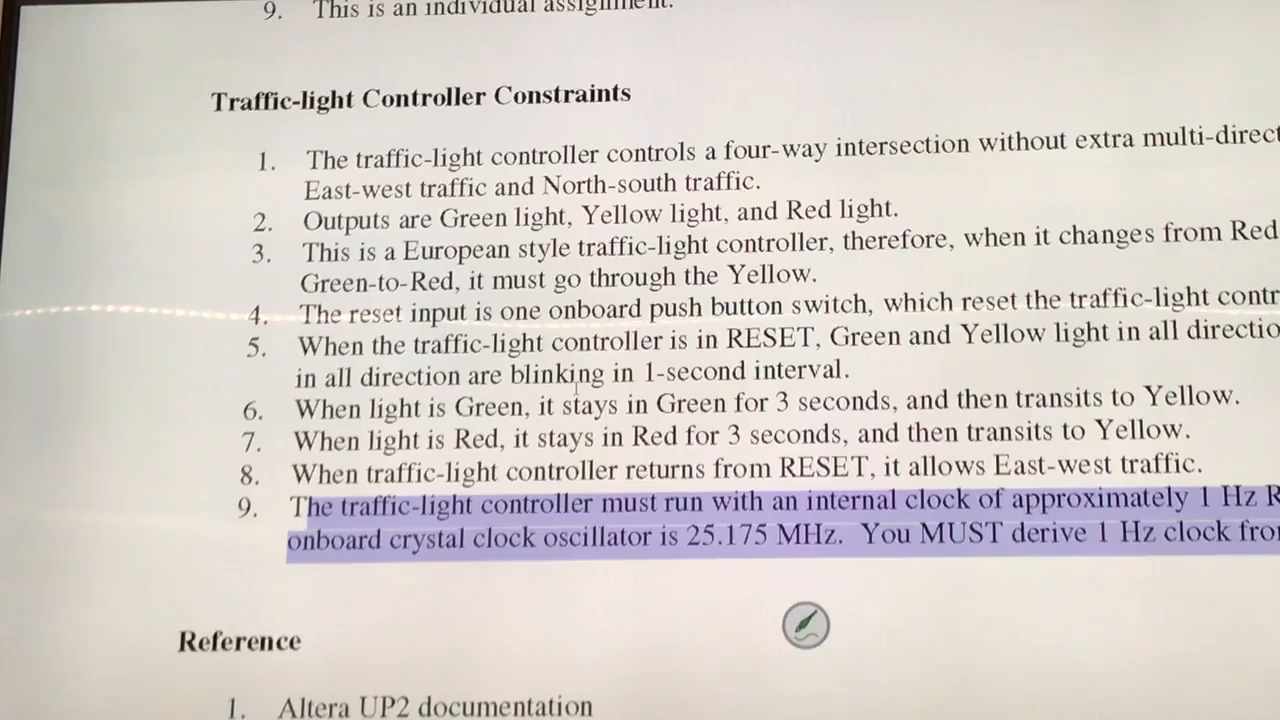 9. This is an individual assignment.
Traffic-light Controller Constraints
1. The traffic-light controller controls a four-way intersection without extra multi-direct
East-west traffic and North-south traffic.
2. Outputs are Green light, Yellow light, and Red light.
3. This is a European style traffic-light controller, therefore, when it changes from Red
Green-to-Red, it must go through the Yellow.
4. The reset input is one onboard push button switch, which reset the traffic-light contr
5. When the traffic-light controller is in RESET, Green and Yellow light in all directio
in all direction are blinking in 1-second interval.
6. When light is Green, it stays in Green for 3 seconds, and then transits to Yellow.
7. When light is Red, it stays in Red for 3 seconds, and then transits to Yellow.
8. When traffic-light controller returns from RESET, it allows East-west traffic.
9. The traffic-light controller must run with an internal clock of approximately 1 Hz R
onboard crystal clock oscillator is 25.175 MHz. You MUST derive 1 Hz clock fro
Reference
1. Altera UP2 documentation